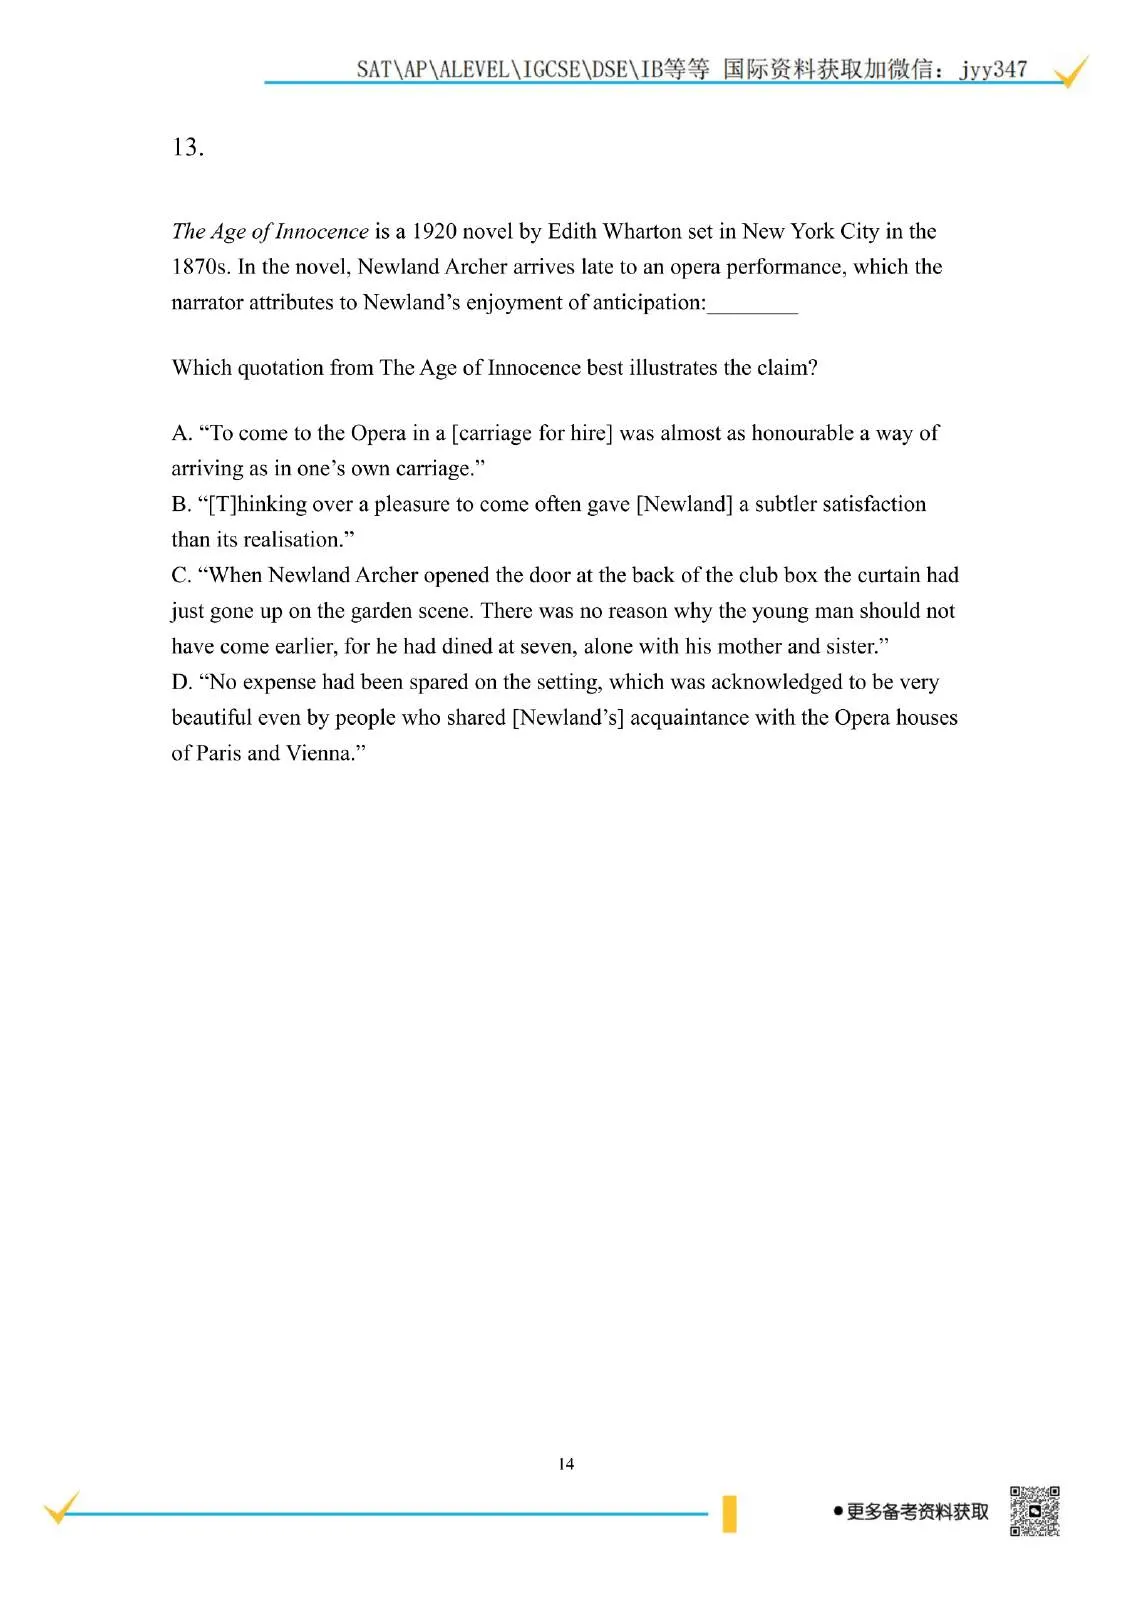 SAT\AP\ALEVEL\IGCSE\DSE\IB等等 国际资料获取加微信：jyy347
13.
The Age of Innocence is a 1920 novel by Edith Wharton set in New York City in the
1870s. In the novel, Newland Archer arrives late to an opera performance, which the
narrator attributes to Newland’s enjoyment of anticipation:________
Which quotation from The Age of Innocence best illustrates the claim?
A. “To come to the Opera in a [carriage for hire] was almost as honourable a way of
arriving as in one’s own carriage.”
B. “[T]hinking over a pleasure to come often gave [Newland] a subtler satisfaction
than its realisation.”
C. “When Newland Archer opened the door at the back of the club box the curtain had
just gone up on the garden scene. There was no reason why the young man should not
have come earlier, for he had dined at seven, alone with his mother and sister.”
D. “No expense had been spared on the setting, which was acknowledged to be very
beautiful even by people who shared [Newland’s] acquaintance with the Opera houses
of Paris and Vienna.”
14
●更多备考资料获取